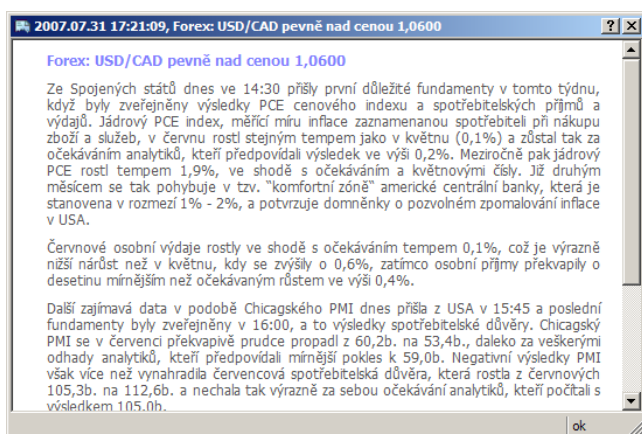 2007.07.31 17:21:09, Forex: USD/CAD pevně nad cenou 1,0600
Forex: USD/CAD pevně nad cenou 1,0600
Ze Spojených států dnes ve 14:30 přišly první důležité fundamenty v tomto týdnu,
když byly zveřejněny výsledky PCE cenového indexu a spotřebitelských příjmů a
výdajů. Jádrový PCE index, měřící míru inflace zaznamenanou spotřebiteli při nákupu
zboží a služeb, v červnu rostl stejným tempem jako v květnu (0,1%) a zůstal tak za
očekáváním analytiků, kteří předpovídali výsledek ve výši 0,2%. Meziročně pak jádrový
PCE rostl tempem 1,9%, ve shodě s očekáváním a květnovými čísly. Již druhým
měsícem se tak pohybuje v tzv. "komfortní zóně" americké centrální banky, která je
stanovena v rozmezí 1% - 2%, a potvrzuje domněnky o pozvolném zpomalování inflace
v USA.
Červnové osobní výdaje rostly ve shodě s očekáváním tempem 0,1%, což je výrazně
nižší nárůst než v květnu, kdy se zvýšily o 0,6%, zatímco osobní příjmy překvapily o
desetinu mírnějším než očekávaným růstem ve výši 0,4%.
Další zajímavá data v podobě Chicagského PMI dnes přišla z USA v 15:45 a poslední
fundamenty byly zveřejněny v 16:00, a to výsledky spotřebitelské důvěry. Chicagský
PMI se v červenci překvapivě prudce propadl z 60,2b. na 53,4b., daleko za veškerými
odhady analytiků, kteří předpovídali mírnější pokles k 59,0b. Negativní výsledky PMI
však více než vynahradila červencová spotřebitelská důvěra, která rostla z červnových
105,3b. na 112,6b. a nechala tak výrazně za sebou očekávání analytiků, kteří počítali s
výsledkem 105,0b.
ok